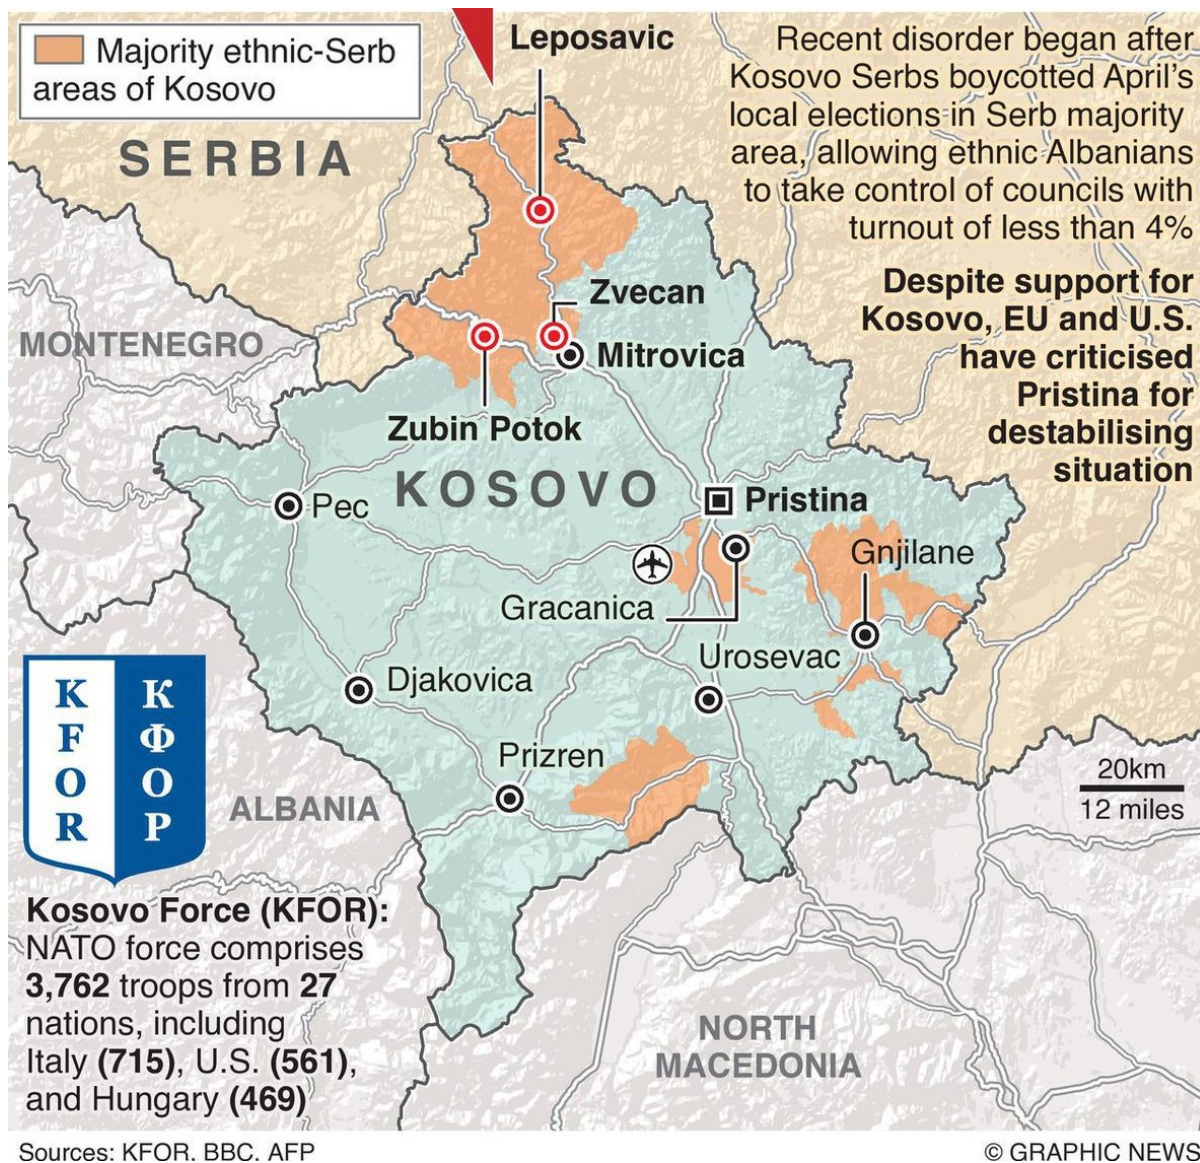 Majority ethnic-Serb
areas of Kosovo
Leposavic
Recent disorder began after
Kosovo Serbs boycotted April's
local elections in Serb majority
area, allowing ethnic Albanians
to take control of councils with
turnout of less than 4%
Despite support for
Kosovo, EU and U.S.
have criticised
Pristina for
destabilising
situation
SERBIA
MONTENEGRO
Zvecan
Mitrovica
Zubin Potok
KOSOVO
Pec
Pristina
Gnjilane
Gracanica
Urosevac
Djakovica
Prizren
ALBANIA
20km
12 miles
KFOR
КФОР
Kosovo Force (KFOR):
NATO force comprises
3,762 troops from 27
nations, including
Italy (715), U.S. (561),
and Hungary (469)
NORTH
MACEDONIA
Sources: KFOR, BBC, AFP
© GRAPHIC NEWS